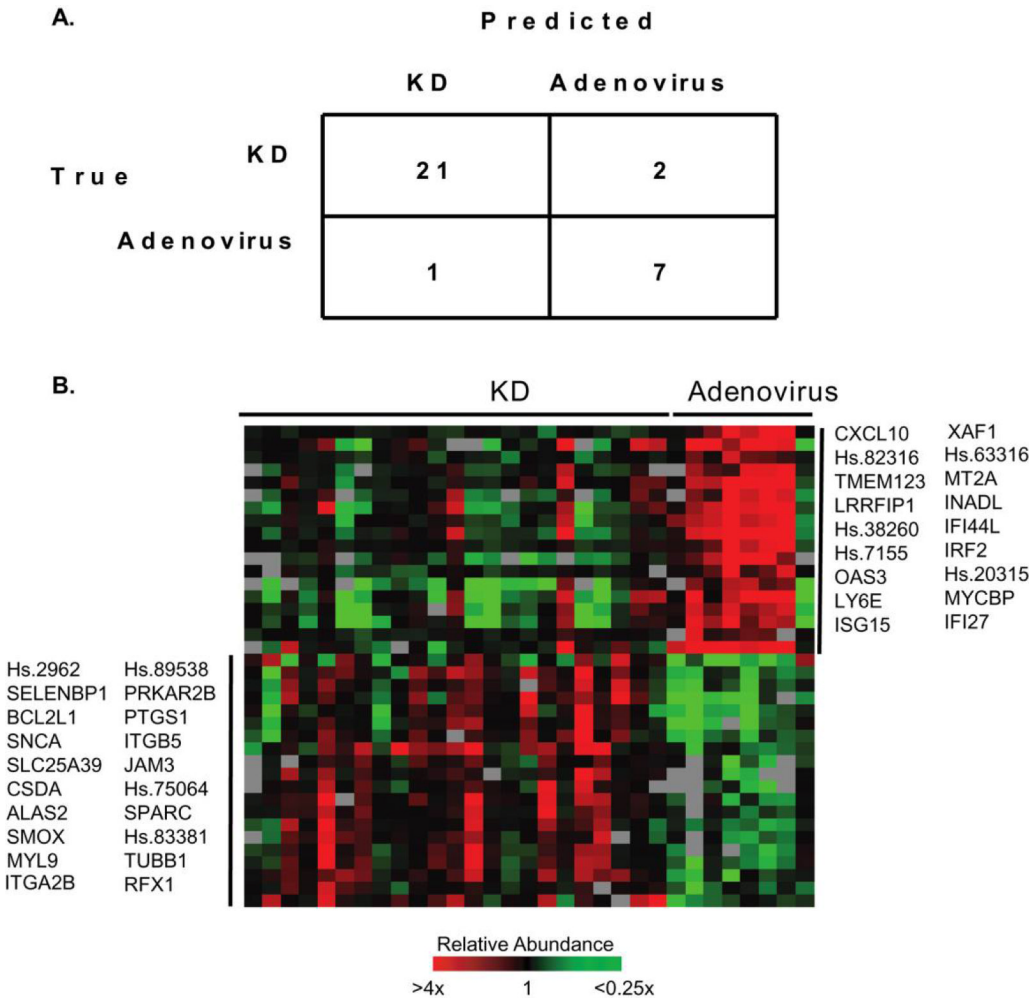 A.
Predicted
KD Adenovirus
True
KD
21 2
Adenovirus
1 7
B.
KD Adenovirus
CXCL10 XAF1
Hs.82316 Hs.63316
TMEM123 MT2A
LRRFIP1 INADL
Hs.38260 IFI44L
Hs.7155 IRF2
OAS3 Hs.20315
LY6E MYCBP
ISG15 IFI27
Hs.2962 Hs.89538
SELENBP1 PRKAR2B
BCL2L1 PTGS1
SNCA ITGB5
SLC25A39 JAM3
CSDA Hs.75064
ALAS2 SPARC
SMOX Hs.83381
MYL9 TUBB1
ITGA2B RFX1
Relative Abundance
>4x 1 <0.25x